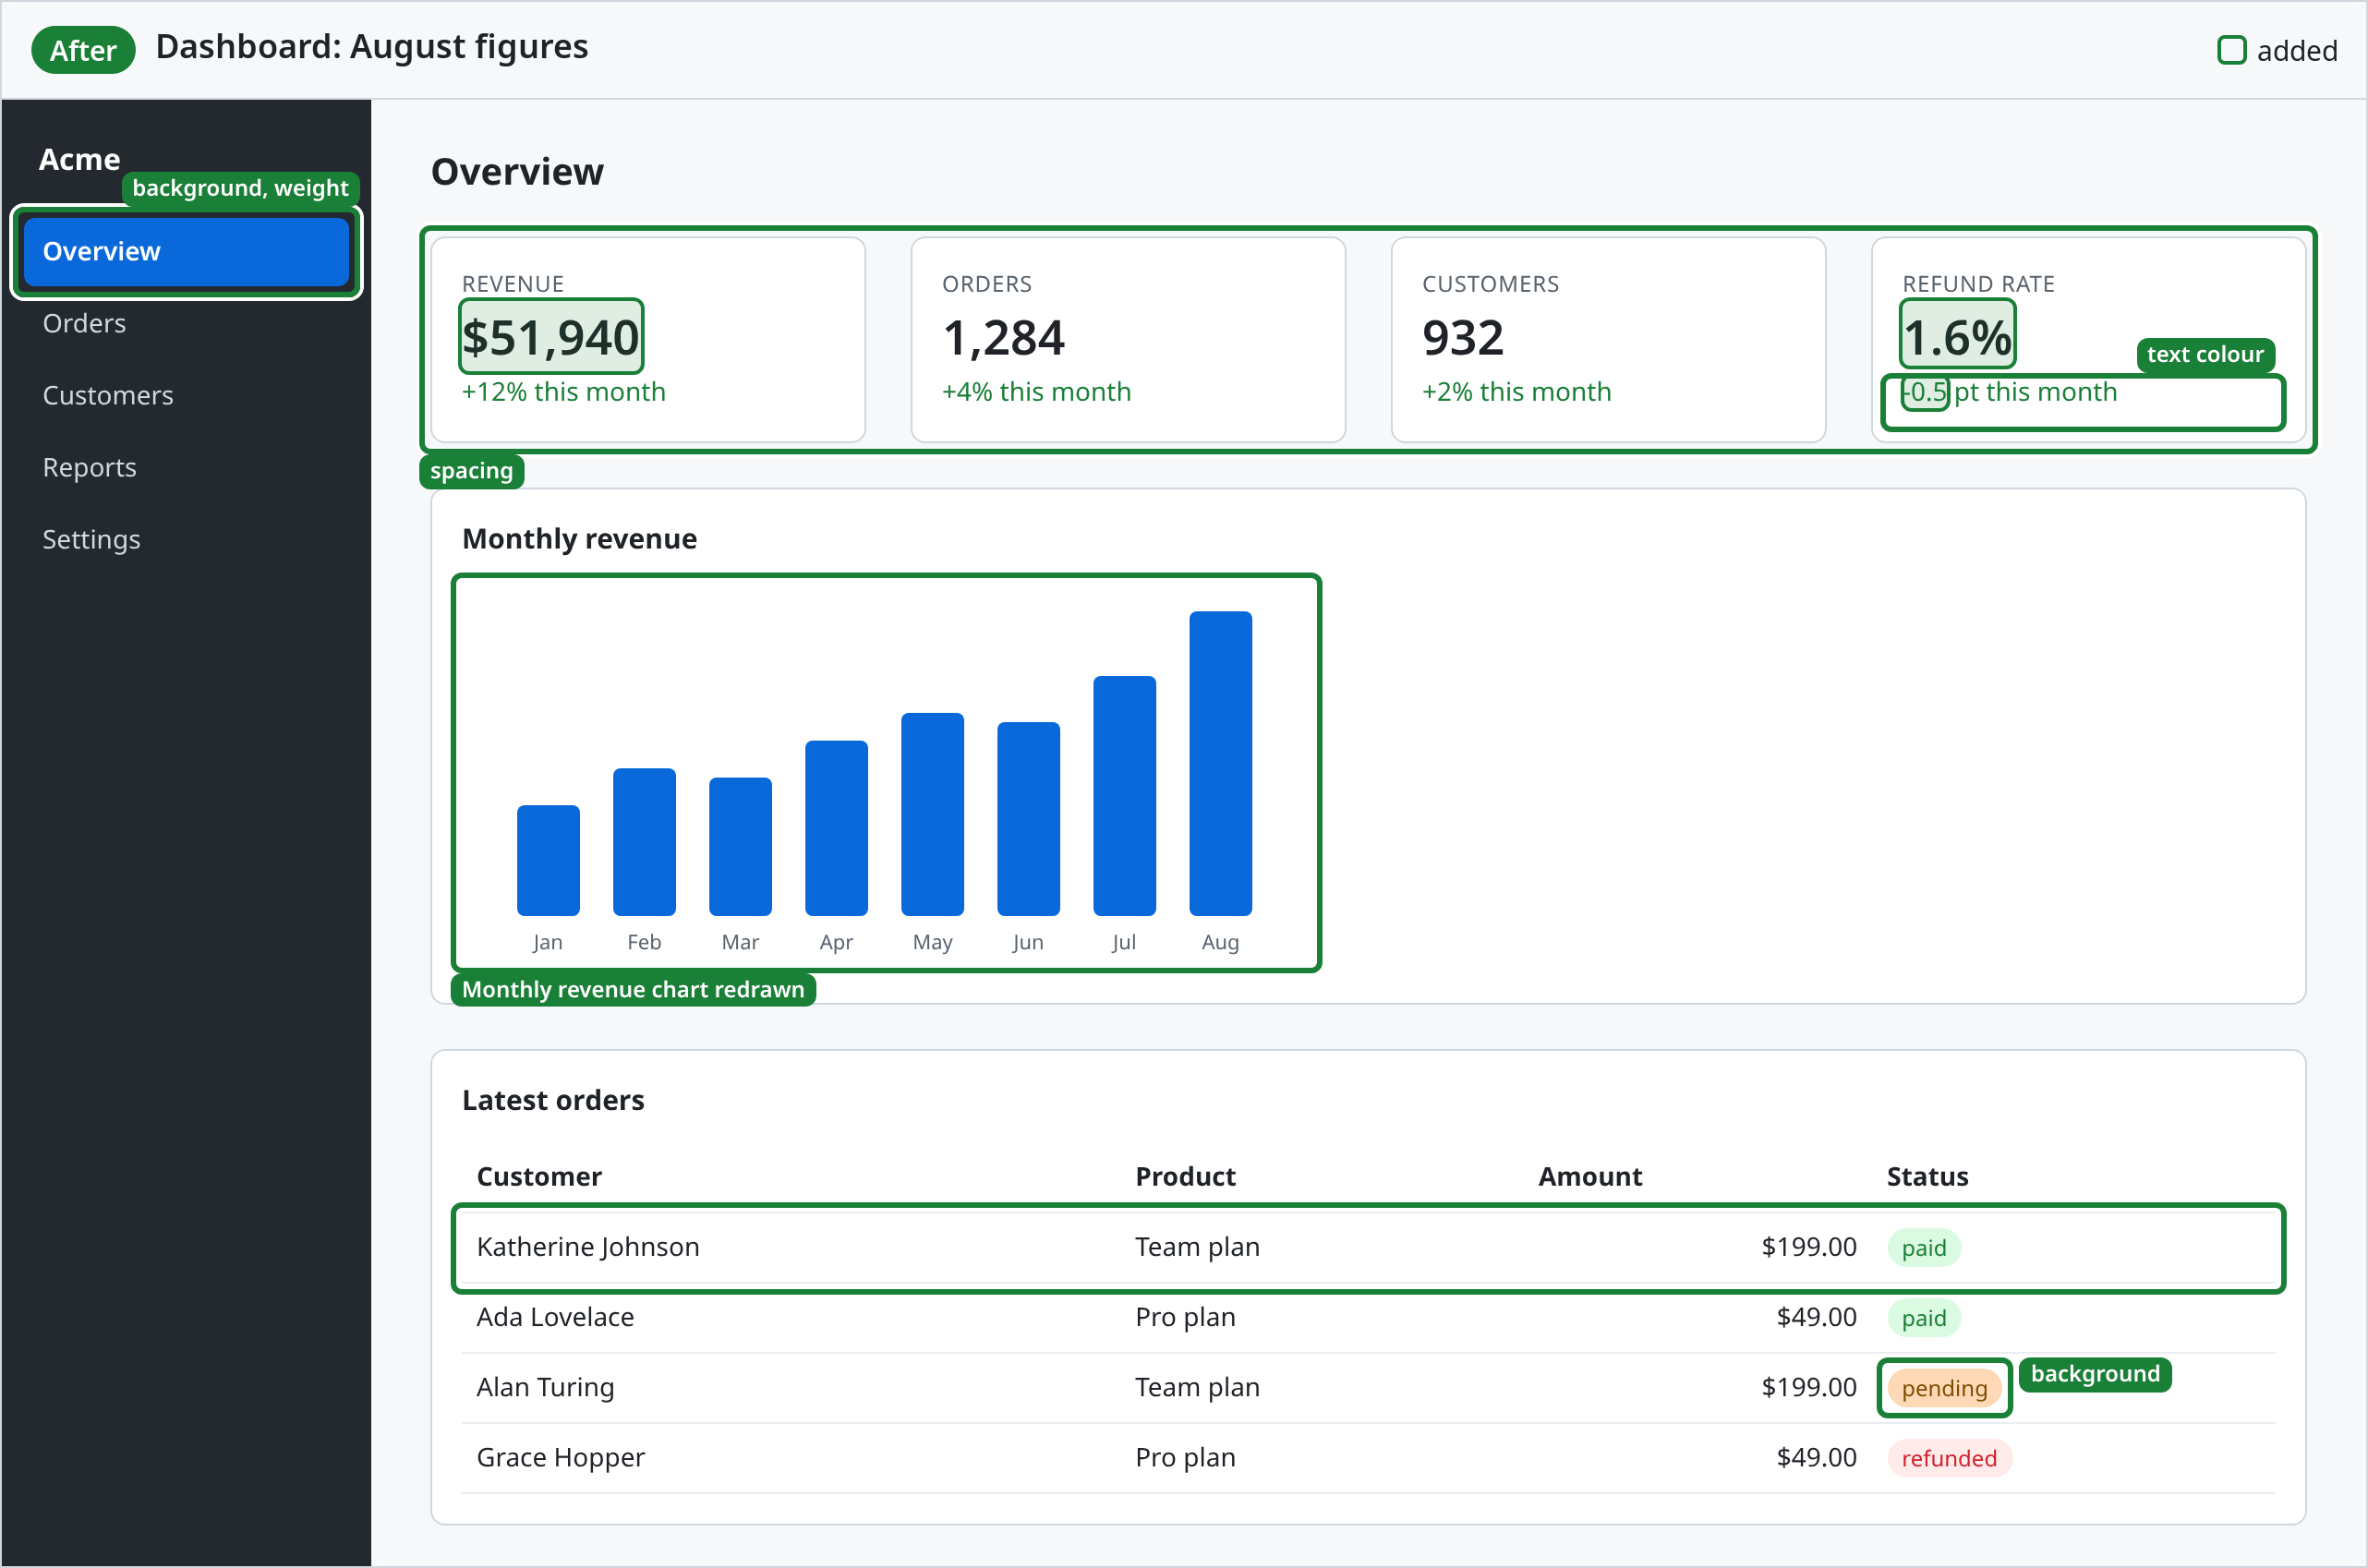 After
Dashboard: August figures
added
Acme
background, weight
Overview
Orders
Customers
Reports
Settings
Overview
REVENUE
$51,940
+12% this month
ORDERS
1,284
+4% this month
CUSTOMERS
932
+2% this month
REFUND RATE
1.6%
text colour
-0.5 pt this month
spacing
Monthly revenue
Jan Feb Mar Apr May Jun Jul Aug
Monthly revenue chart redrawn
Latest orders
Customer Product Amount Status
Katherine Johnson Team plan $199.00 paid
Ada Lovelace Pro plan $49.00 paid
Alan Turing Team plan $199.00 pending background
Grace Hopper Pro plan $49.00 refunded